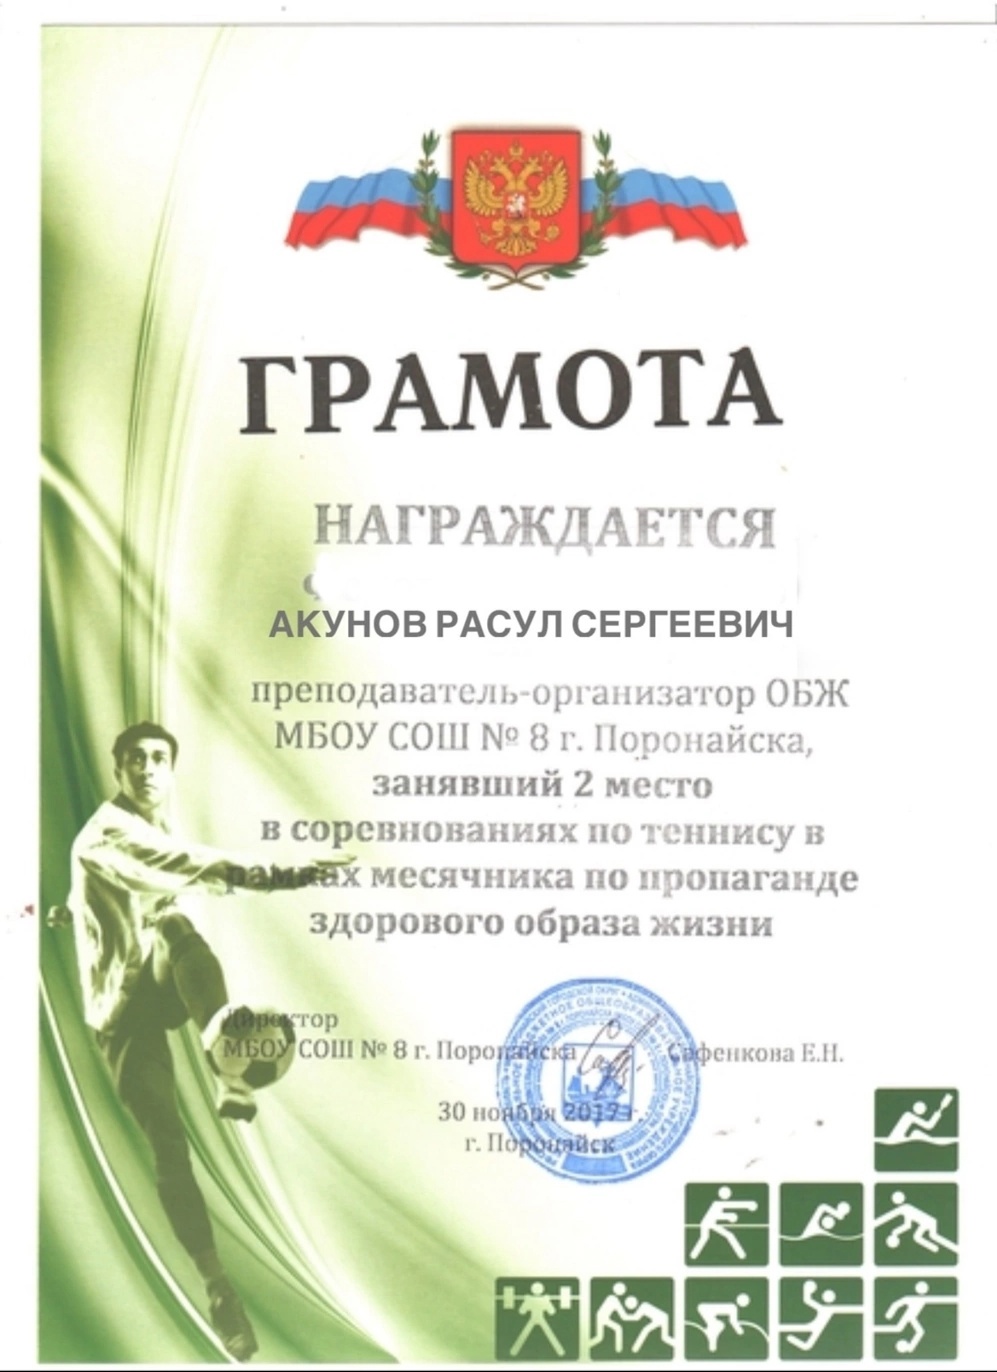 ГРАМОТА
НАГРАЖДАЕТСЯ
АКУНОВ РАСУЛ СЕРГЕЕВИЧ
преподаватель-организатор ОБЖ
МБОУ СОШ № 8 г. Поронайска,
занявший 2 место
в соревнованиях по теннису в
рамках месячника по пропаганде
здорового образа жизни
Директор
МБОУ СОШ № 8 г. Поронайска Сафенкова Е.Н.
30 ноября 2017 г.
г. Поронайск